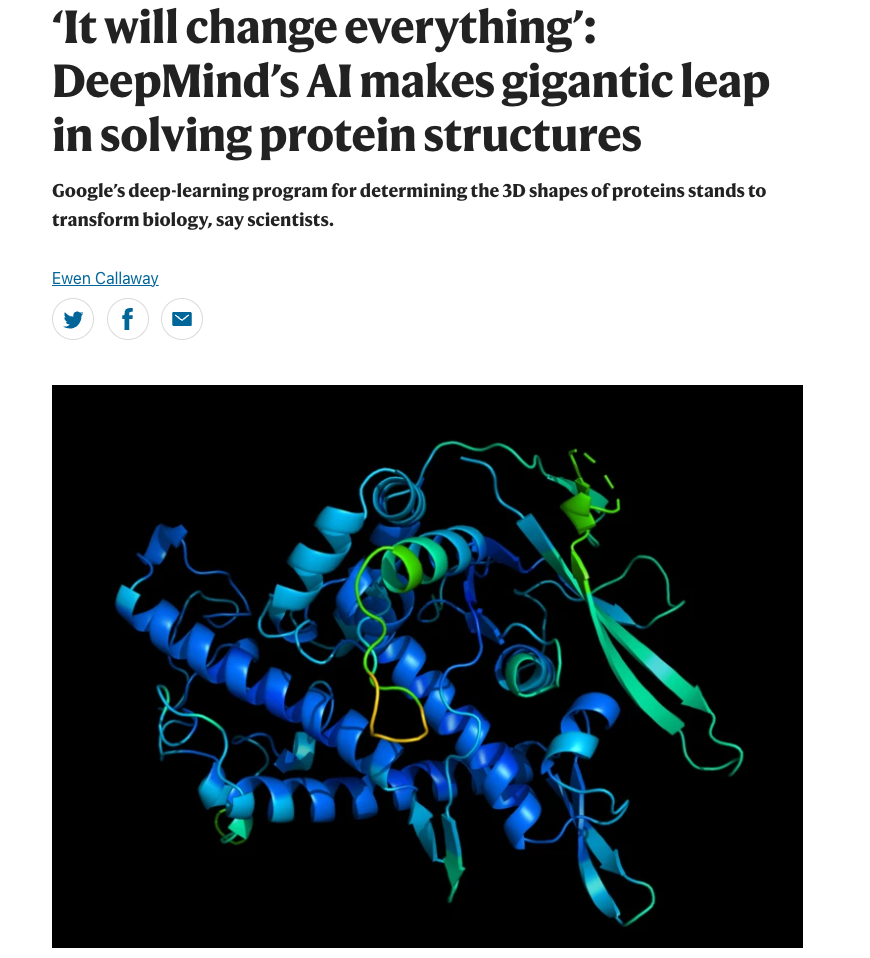 ‘It will change everything’:
DeepMind’s AI makes gigantic leap
in solving protein structures
Google’s deep-learning program for determining the 3D shapes of proteins stands to
transform biology, say scientists.
Ewen Callaway